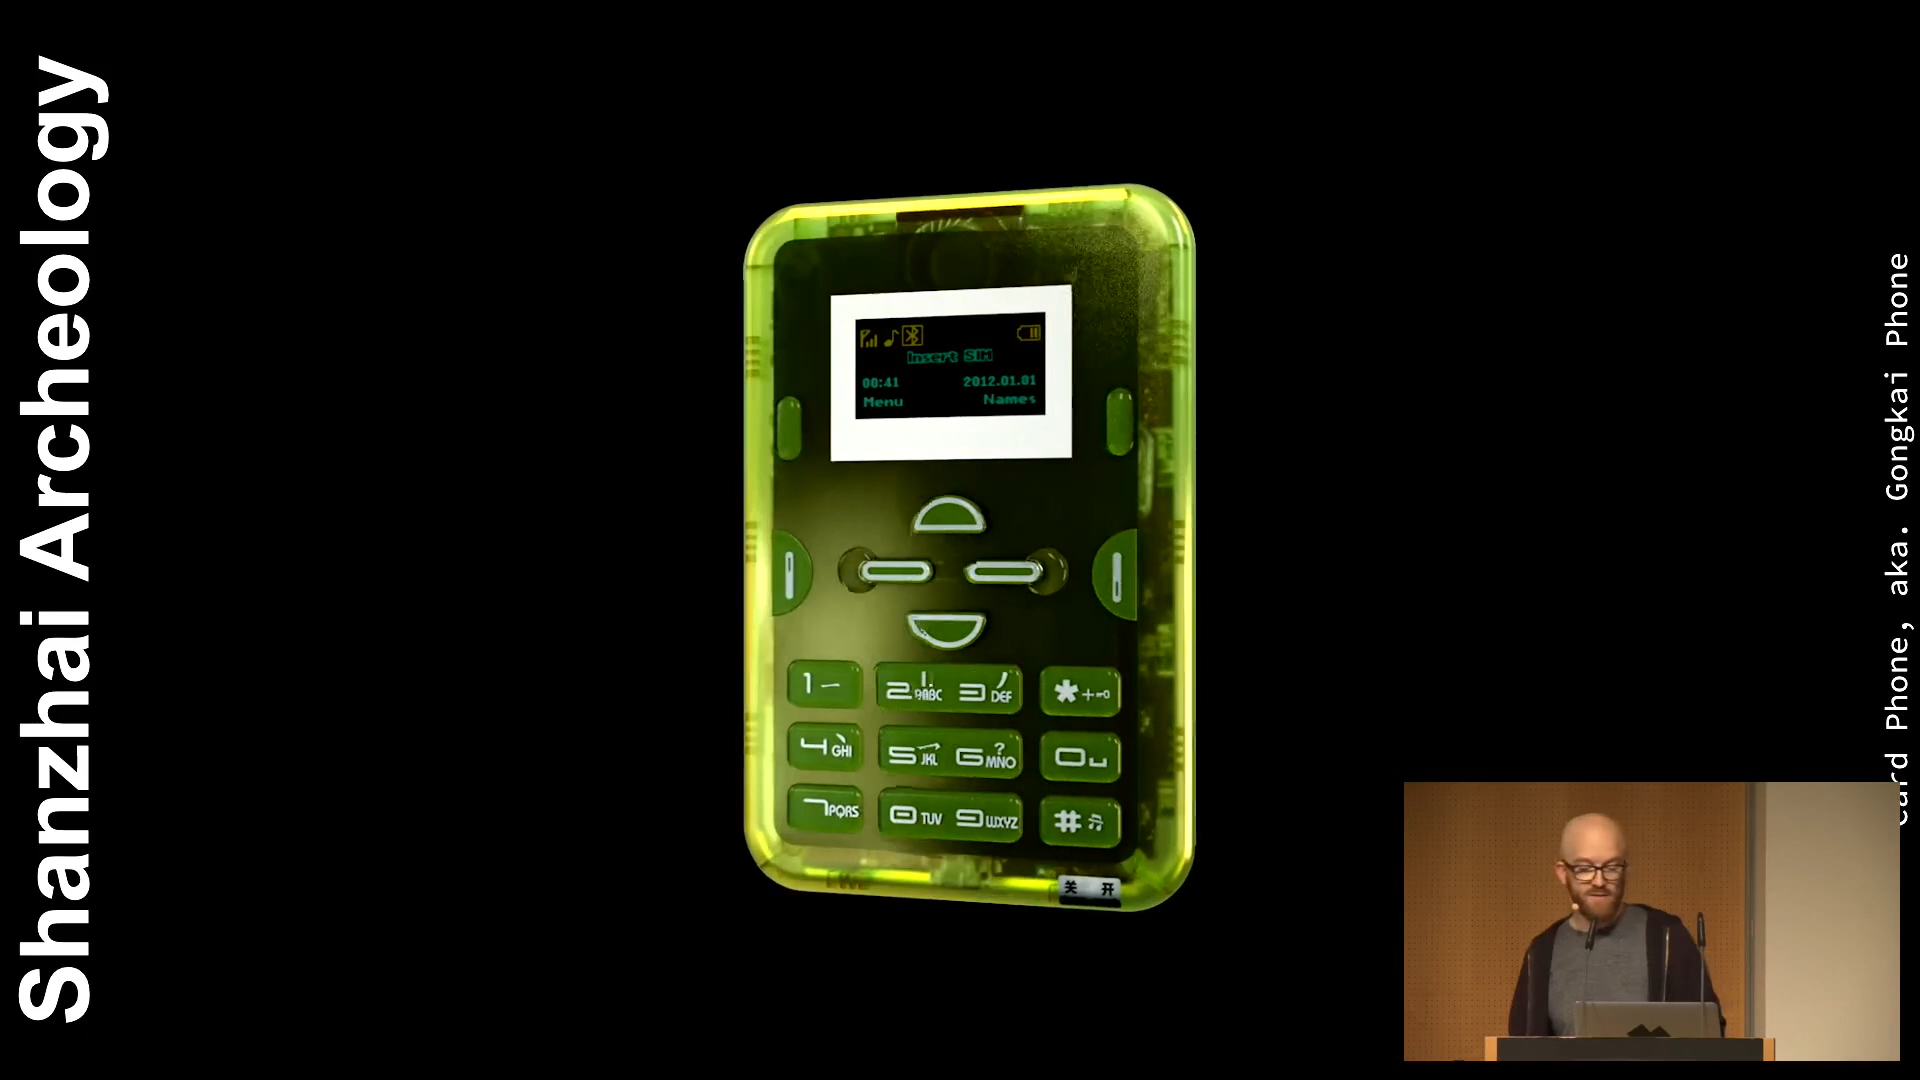 Shanzhai Archeology
Insert SIM
00:41 2012.01.01
Menu Names
1 2 ABC 3 DEF * +
4 GHI 5 JKL 6 ? MNO 0
7 PQRS 8 TUV 9 WXYZ #
关 开
Card Phone, aka. Gongkai Phone